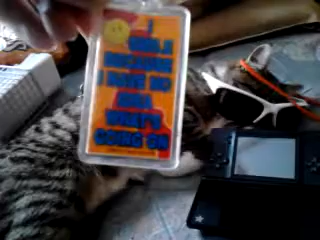 I
SMILE
BECAUSE
I HAVE NO
IDEA
WHAT'S
GOING ON